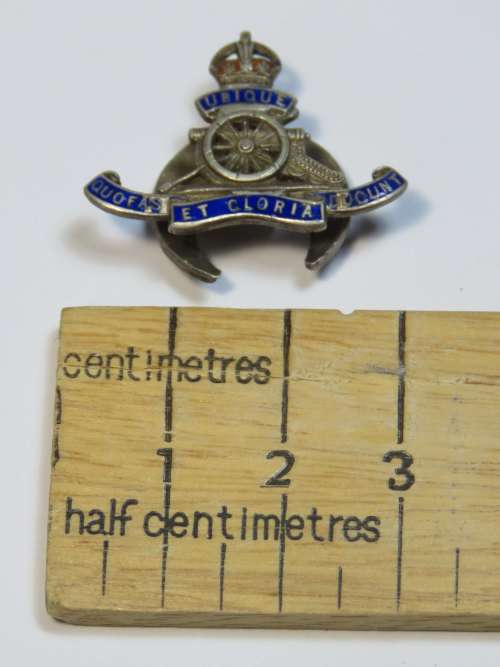 UBIQUE
QUOFAS ET GLORIA DUCUNT
centimetres
1 2 3
half centimetres